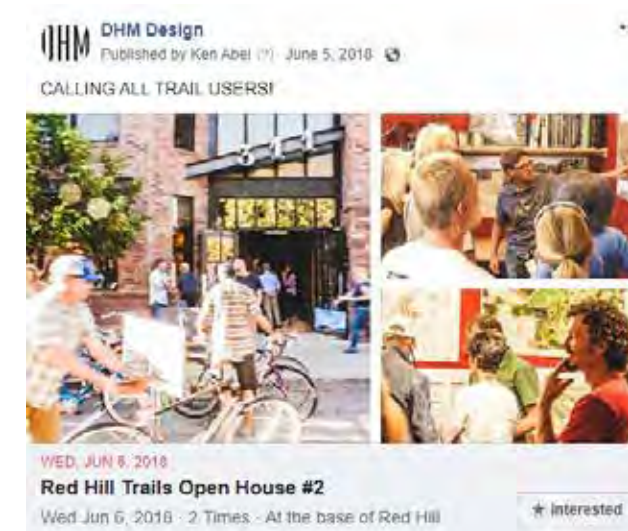 DHM
DHM Design
Published by Ken Abel (?) · June 5, 2018
CALLING ALL TRAIL USERS!
311
WED, JUN 6, 2018
Red Hill Trails Open House #2
Wed Jun 6, 2018 · 2 Times · At the base of Red Hill
★ Interested